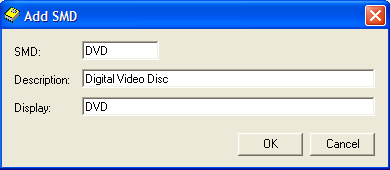 Add SMD
SMD: DVD
Description: Digital Video Disc
Display: DVD
OK Cancel